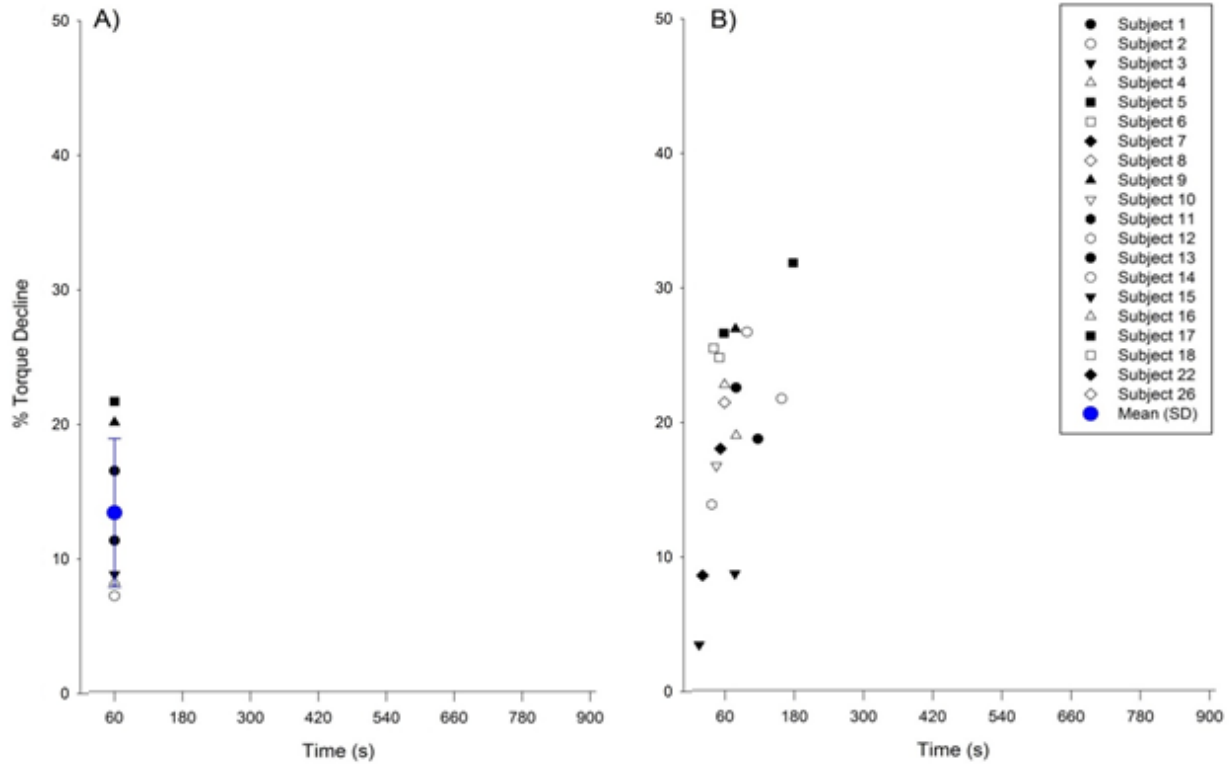 A)
50
40
30
20
10
0
% Torque Decline
60 180 300 420 540 660 780 900
Time (s)
B)
50
40
30
20
10
0
60 180 300 420 540 660 780 900
Time (s)
Subject 1
Subject 2
Subject 3
Subject 4
Subject 5
Subject 6
Subject 7
Subject 8
Subject 9
Subject 10
Subject 11
Subject 12
Subject 13
Subject 14
Subject 15
Subject 16
Subject 17
Subject 18
Subject 22
Subject 26
Mean (SD)